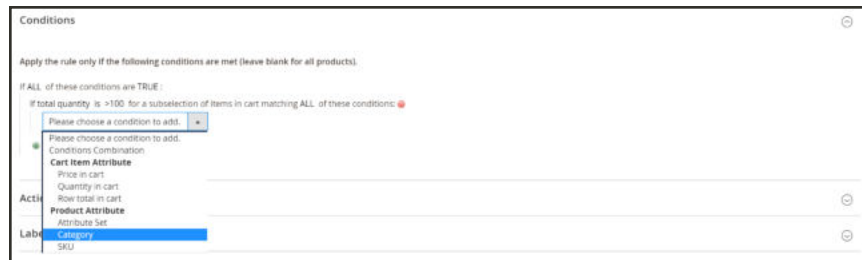 Conditions
Apply the rule only if the following conditions are met (leave blank for all products).
If ALL of these conditions are TRUE :
If total quantity is >100 for a subselection of items in cart matching ALL of these conditions:
Please choose a condition to add.
Please choose a condition to add.
Conditions Combination
Cart Item Attribute
Price in cart
Quantity in cart
Row total in cart
Acti
Product Attribute
Attribute Set
Labe
Category
SKU